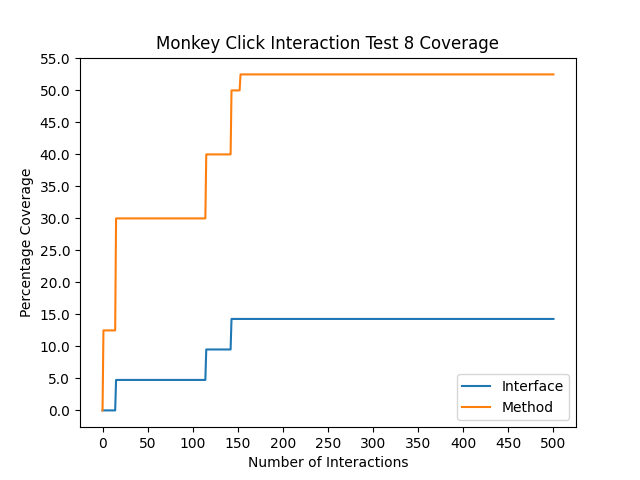 Monkey Click Interaction Test 8 Coverage
55.0
50.0
45.0
40.0
35.0
30.0
25.0
20.0
15.0
10.0
5.0
0.0
Percentage Coverage
Interface
Method
0 50 100 150 200 250 300 350 400 450 500
Number of Interactions